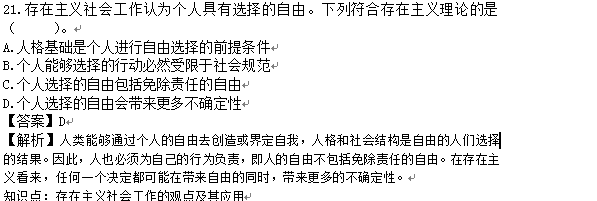 21.存在主义社会工作认为个人具有选择的自由。下列符合存在主义理论的是
（　　）。
A.人格基础是个人进行自由选择的前提条件
B.个人能够选择的行动必然受限于社会规范
C.个人选择的自由包括免除责任的自由
D.个人选择的自由会带来更多不确定性
【答案】D
【解析】人类能够通过个人的自由去创造或界定自我，人格和社会结构是自由的人们选择
的结果。因此，人也必须为自己的行为负责，即人的自由不包括免除责任的自由。在存在主
义看来，任何一个决定都可能在带来自由的同时，带来更多的不确定性。
知识点：存在主义社会工作的观点及其应用